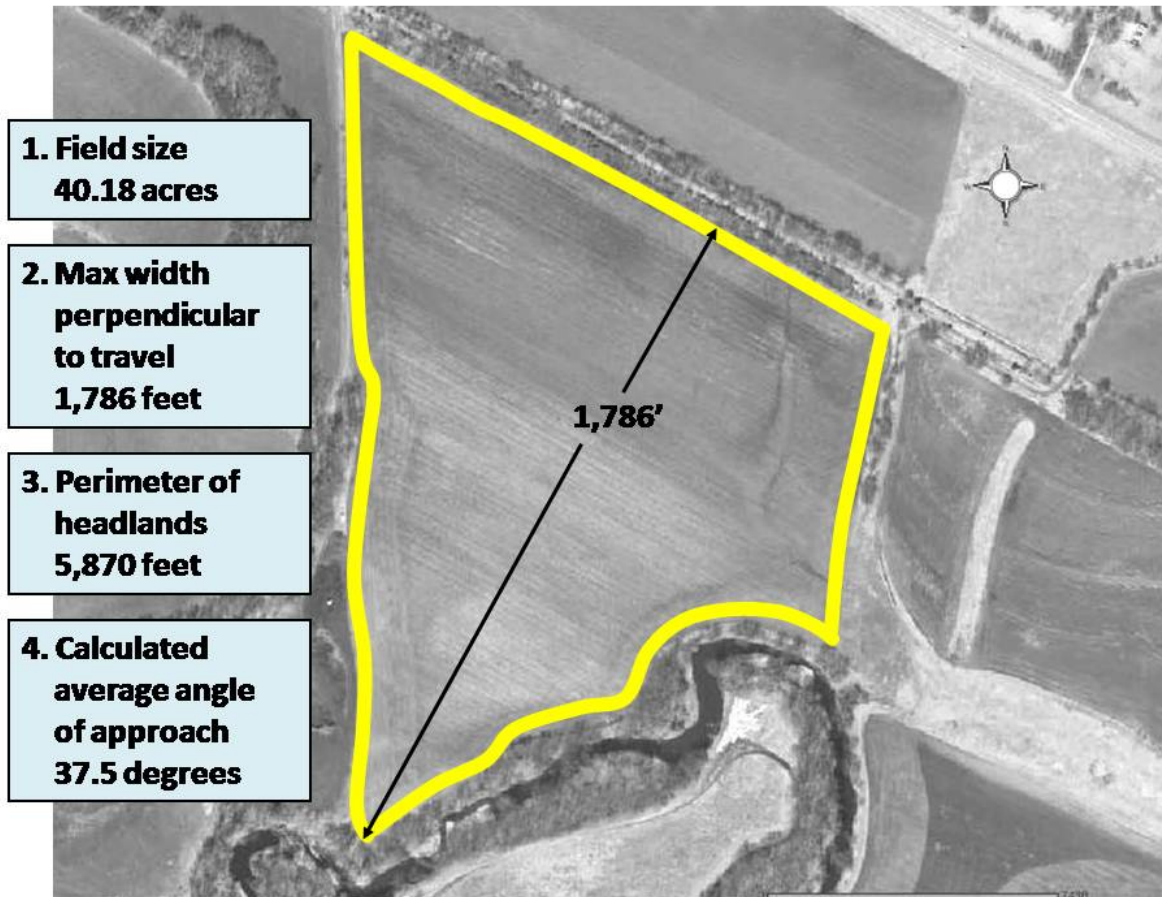 1. Field size
40.18 acres
2. Max width
perpendicular
to travel
1,786 feet
3. Perimeter of
headlands
5,870 feet
4. Calculated
average angle
of approach
37.5 degrees
1,786’